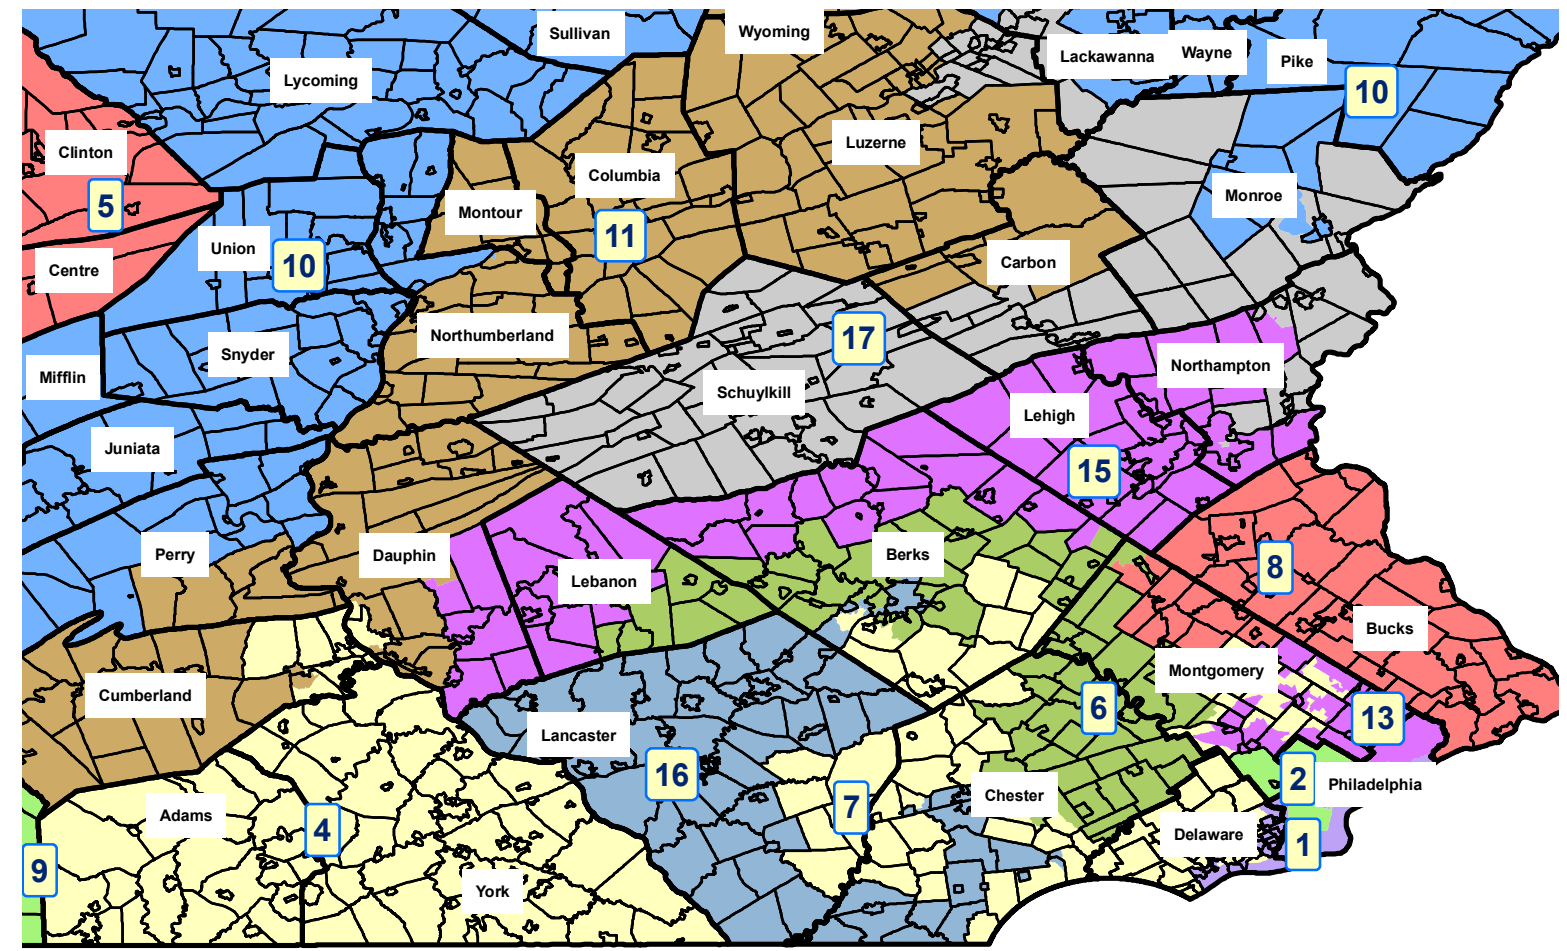 Sullivan
Wyoming
Lackawanna
Wayne
Pike
Lycoming
10
Clinton
Luzerne
Columbia
5
Montour
Monroe
Union
11
10
Centre
Carbon
Northumberland
17
Snyder
Mifflin
Northampton
Schuylkill
Lehigh
Juniata
15
Perry
Dauphin
Berks
8
Lebanon
Bucks
Montgomery
Cumberland
6
13
Lancaster
16
2
Philadelphia
7
Chester
Adams
4
Delaware
1
9
York